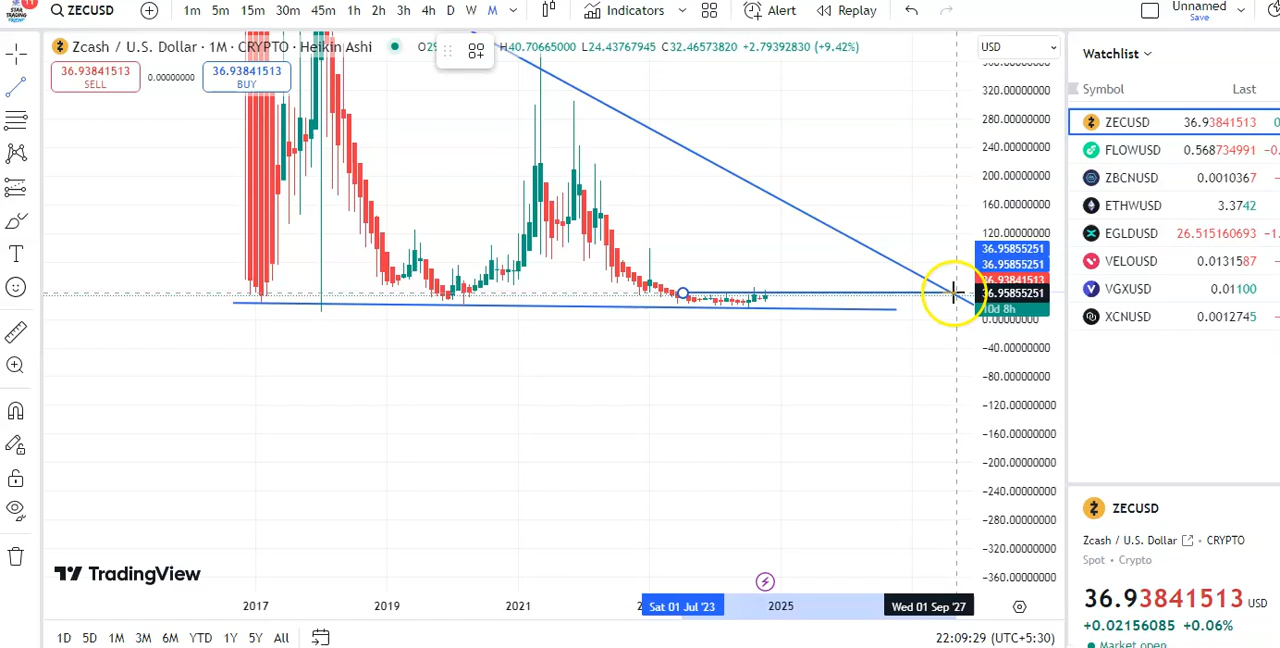 STAR TRADING
11
ZECUSD 1m 5m 15m 30m 45m 1h 2h 3h 4h D W M Indicators Alert Replay Unnamed
Save
Zcash / U.S. Dollar · 1M · CRYPTO · Heikin Ashi H40.70665000 L24.43767945 C32.46573820 +2.79392830 (+9.42%)
USD
36.93841513
SELL
0.00000000
36.93841513
BUY
320.00000000
280.00000000
240.00000000
200.00000000
160.00000000
120.00000000
36.95855251
36.95855251
36.93841513
36.95855251
10d 8h
0.00000000
−40.00000000
−80.00000000
−120.00000000
−160.00000000
−200.00000000
−240.00000000
−280.00000000
−320.00000000
−360.00000000
TradingView
2017 2019 2021 Sat 01 Jul '23 2025 Wed 01 Sep '27
1D 5D 1M 3M 6M YTD 1Y 5Y All 22:09:29 (UTC+5:30)
Watchlist
Symbol Last
ZECUSD 36.93841513
FLOWUSD 0.568734991
ZBCNUSD 0.0010367
ETHWUSD 3.3742
EGLDUSD 26.515160693
VELOUSD 0.0131587
VGXUSD 0.01100
XCNUSD 0.0012745
ZECUSD
Zcash / U.S. Dollar · CRYPTO
Spot · Crypto
36.93841513 USD
+0.02156085 +0.06%
Market open